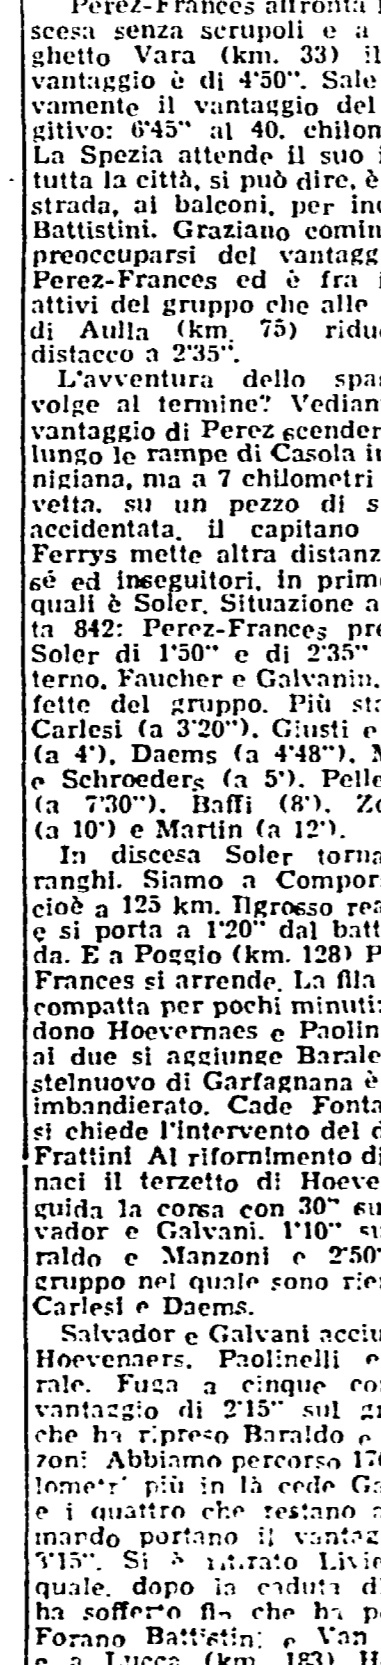 Perez-Frances affronta
scesa senza scrupoli e a
ghetto Vara (km. 33) il
vantaggio è di 4'50". Sale
vamente il vantaggio del
gitivo: 6'45" al 40. chilom
La Spezia attende il suo
tutta la città, si può dire, è
strada, ai balconi, per inc
Battistini. Graziano comin
preoccuparsi del vantagg
Perez-Frances ed è fra
attivi del gruppo che alle
di Aulla (km. 75) riduc
distacco a 2'35".
L'avventura dello spa
volge al termine? Vedian
vantaggio di Perez scender
lungo le rampe di Casola in
nigiana, ma a 7 chilometri
vetta, su un pezzo di s
accidentata, il capitano
Ferrys mette altra distanz
sé ed inseguitori, in prim
quali è Soler. Situazione a
ta 842: Perez-Frances pre
Soler di 1'50" e di 2'35"
terno, Faucher e Galvanin.
fette del gruppo. Più sta
Carlesi (a 3'20"), Giusti e
(a 4'), Daems (a 4'48"), M
e Schroeders (a 5'). Pelle
(a 7'30"). Baffi (8'). Zo
(a 10') e Martin (a 12').
In discesa Soler torna
ranghi. Siamo a Compor
cioè a 125 km. Ilgrosso rea
e si porta a 1'20" dal batt
da. E a Poggio (km. 128) P
Frances si arrende. La fila
compatta per pochi minuti:
dono Hoevernaes e Paolin
ai due si aggiunge Barale
stelnuovo di Garfagnana è
imbandierato. Cade Fonta
si chiede l'intervento del d
Frattini Al rifornimento di
naci il terzetto di Hoeve
guida la corsa con 30" su
vador e Galvani. 1'10" su
raldo e Manzoni e 2'50"
gruppo nel quale sono rie
Carlesi e Daems.
Salvador e Galvani acciu
Hoevenaers, Paolinelli e
rale. Fuga a cinque con
vantaggio di 2'15" sul gr
che ha ripreso Baraldo e
zoni Abbiamo percorso 170
lometri più in là cede Ga
e i quattro che restano a
mando portano il vantag
3'15". Si è ritirato Livie
quale, dopo la caduta d
ha sofferto fin che ha p
Forano Battistini e Van
e a Lucca (km. 183) H